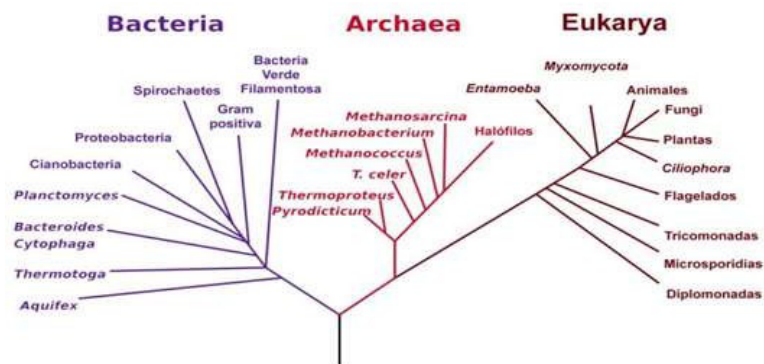 Bacteria
Archaea
Eukarya
Bacteria
Verde
Filamentosa
Spirochaetes
Gram
positiva
Proteobacteria
Cianobacteria
Planctomyces
Bacteroides
Cytophaga
Thermotoga
Aquifex
Methanosarcina
Methanobacterium
Halófilos
Methanococcus
T. celer
Thermoproteus
Pyrodicticum
Myxomycota
Entamoeba
Animales
Fungi
Plantas
Ciliophora
Flagelados
Tricomonadas
Microsporidias
Diplomonadas